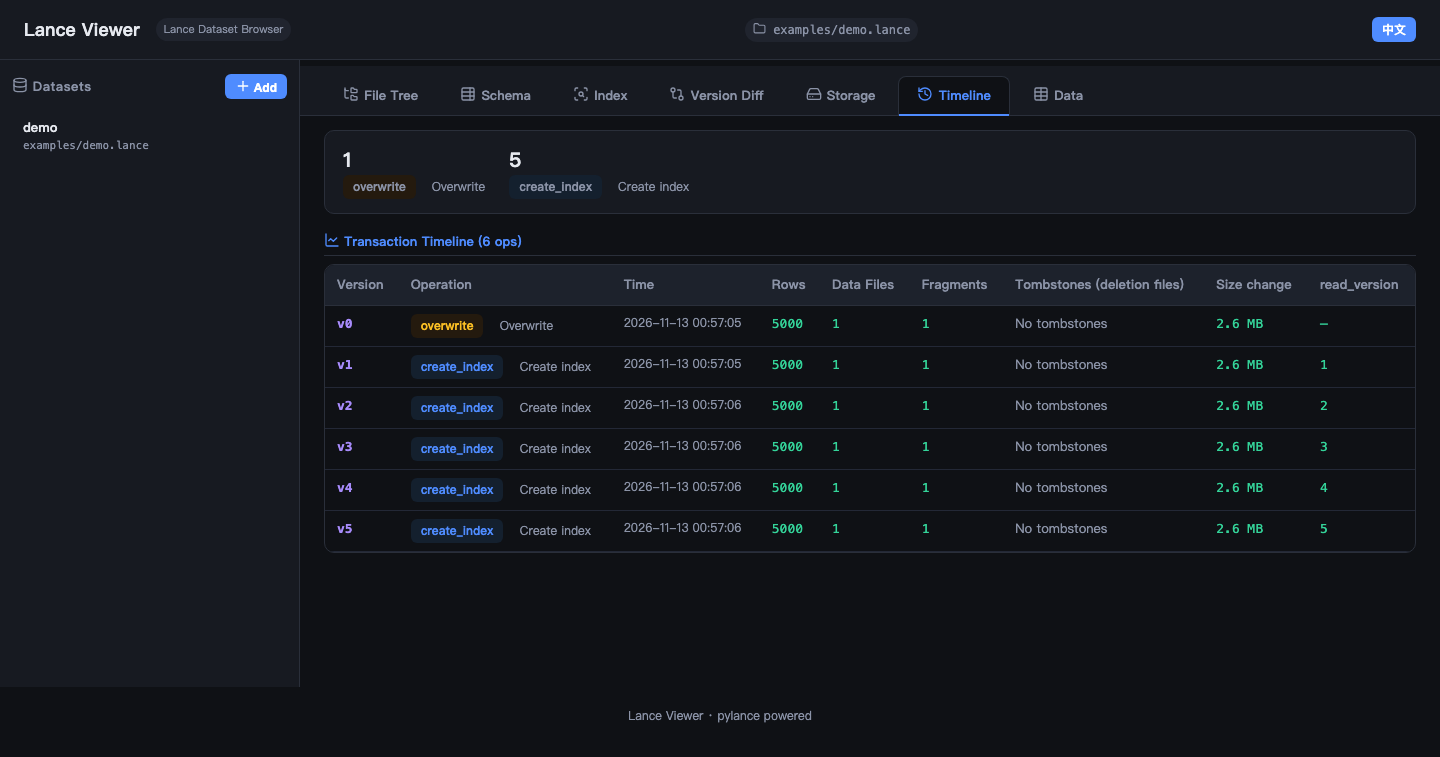 Lance Viewer Lance Dataset Browser examples/demo.lance 中文
Datasets + Add
demo
examples/demo.lance
File Tree Schema Index Version Diff Storage Timeline Data
1 5
overwrite Overwrite create_index Create index
Transaction Timeline (6 ops)
Version Operation Time Rows Data Files Fragments Tombstones (deletion files) Size change read_version
v0 overwrite Overwrite 2026-11-13 00:57:05 5000 1 1 No tombstones 2.6 MB —
v1 create_index Create index 2026-11-13 00:57:05 5000 1 1 No tombstones 2.6 MB 1
v2 create_index Create index 2026-11-13 00:57:06 5000 1 1 No tombstones 2.6 MB 2
v3 create_index Create index 2026-11-13 00:57:06 5000 1 1 No tombstones 2.6 MB 3
v4 create_index Create index 2026-11-13 00:57:06 5000 1 1 No tombstones 2.6 MB 4
v5 create_index Create index 2026-11-13 00:57:06 5000 1 1 No tombstones 2.6 MB 5
Lance Viewer · pylance powered